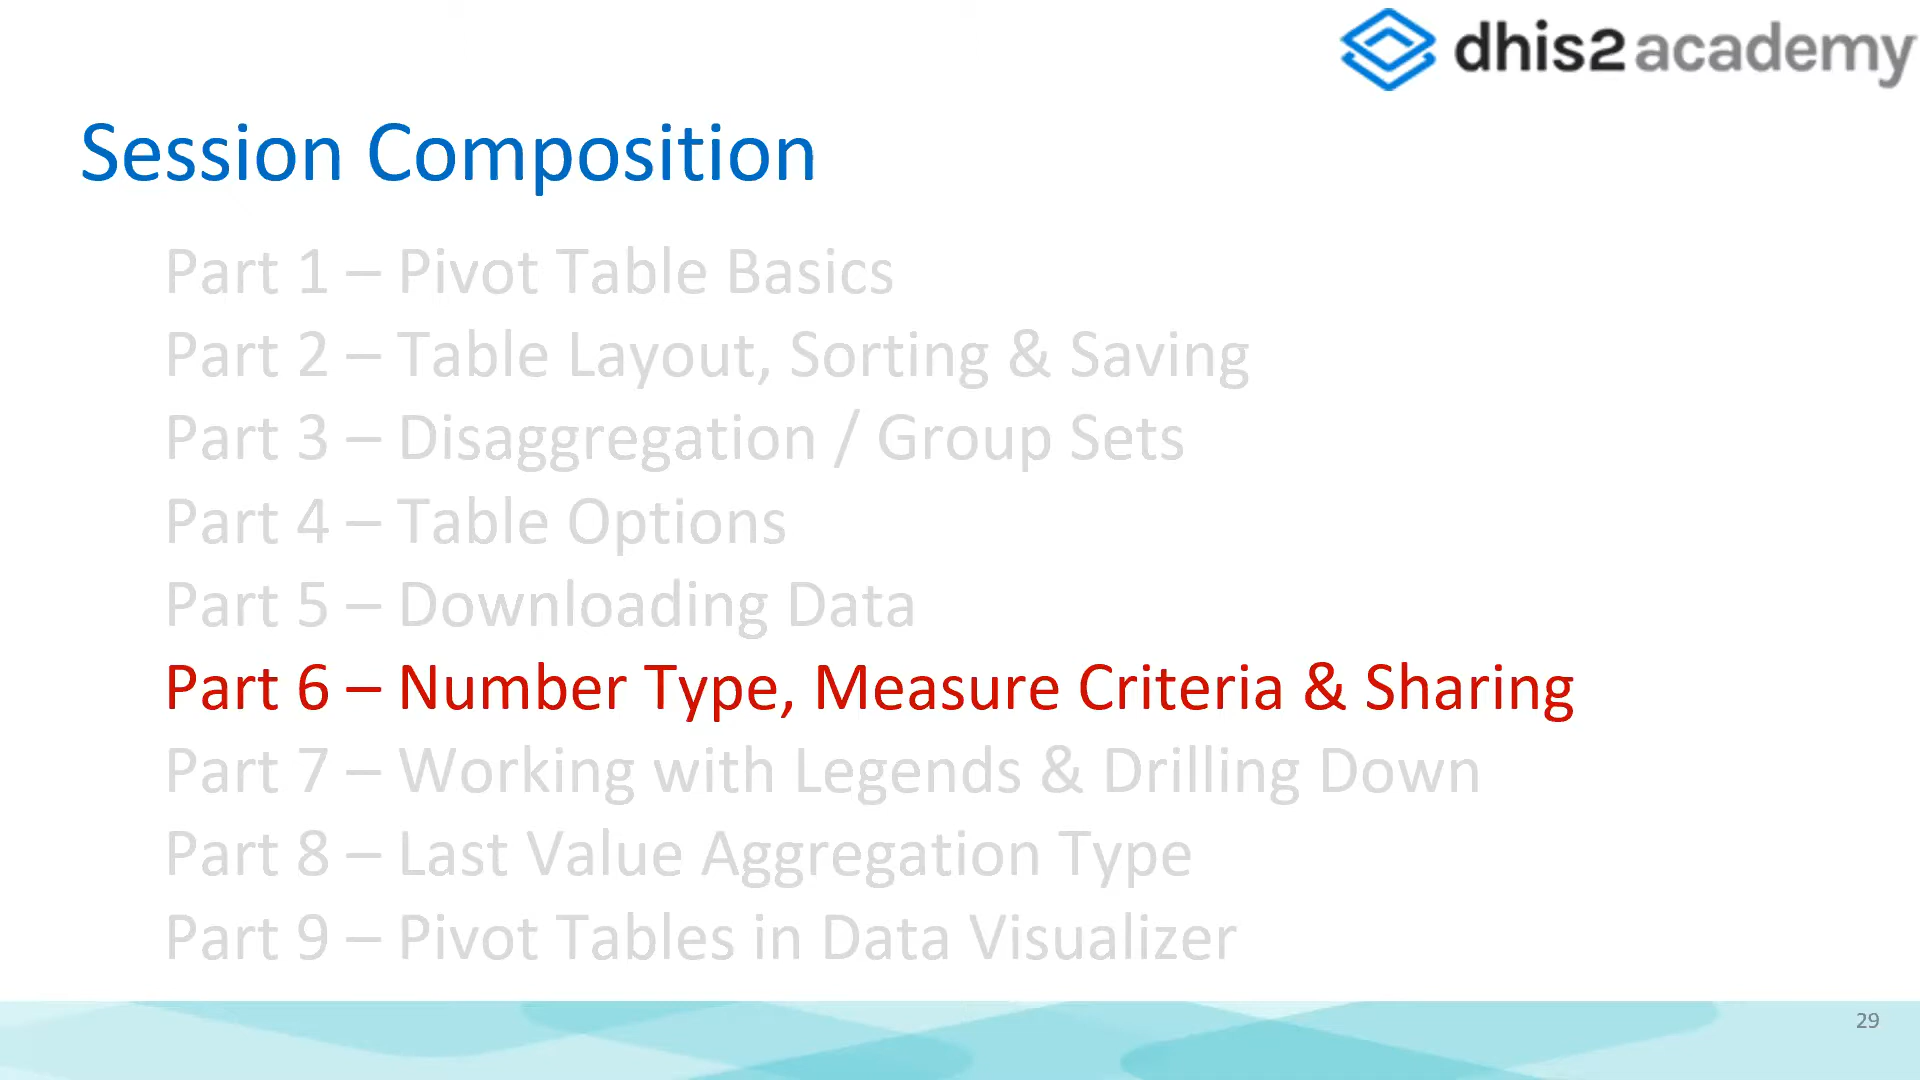 dhis2 academy
Session Composition
Part 1 – Pivot Table Basics
Part 2 – Table Layout, Sorting & Saving
Part 3 – Disaggregation / Group Sets
Part 4 – Table Options
Part 5 – Downloading Data
Part 6 – Number Type, Measure Criteria & Sharing
Part 7 – Working with Legends & Drilling Down
Part 8 – Last Value Aggregation Type
Part 9 – Pivot Tables in Data Visualizer
29